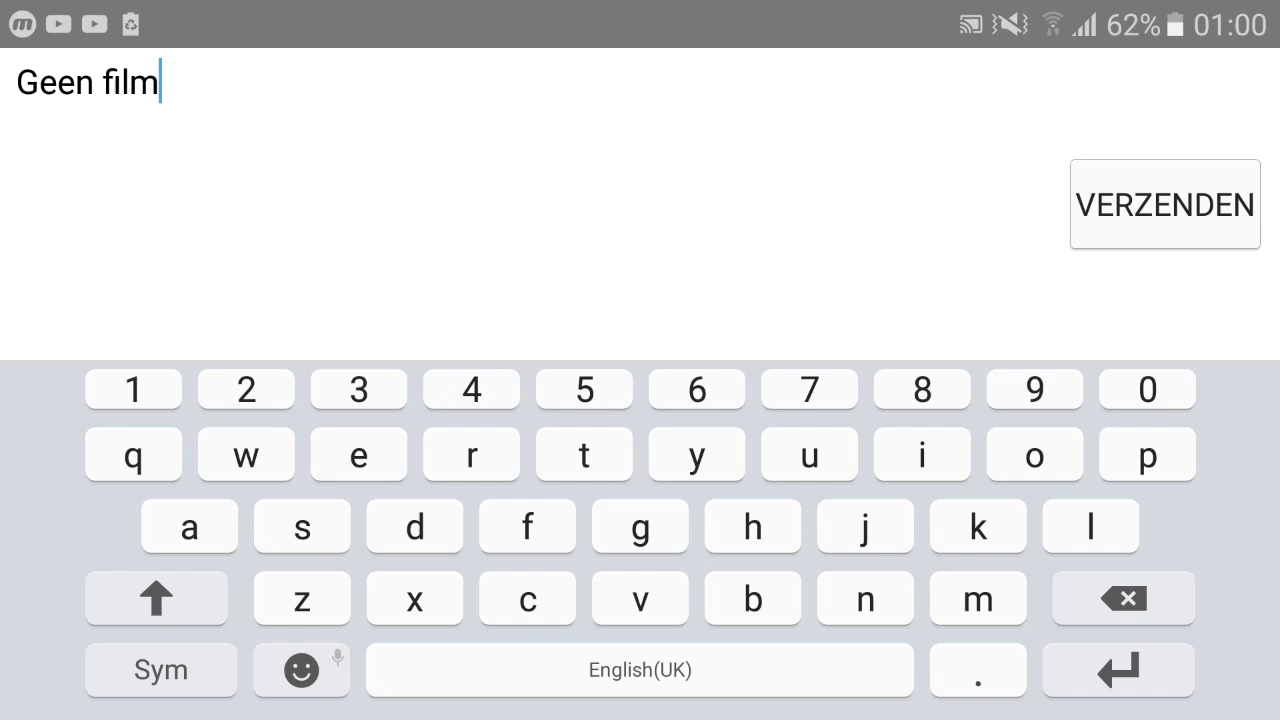 62% 01:00
Geen film
VERZENDEN
1 2 3 4 5 6 7 8 9 0
q w e r t y u i o p
a s d f g h j k l
z x c v b n m
Sym English(UK) .